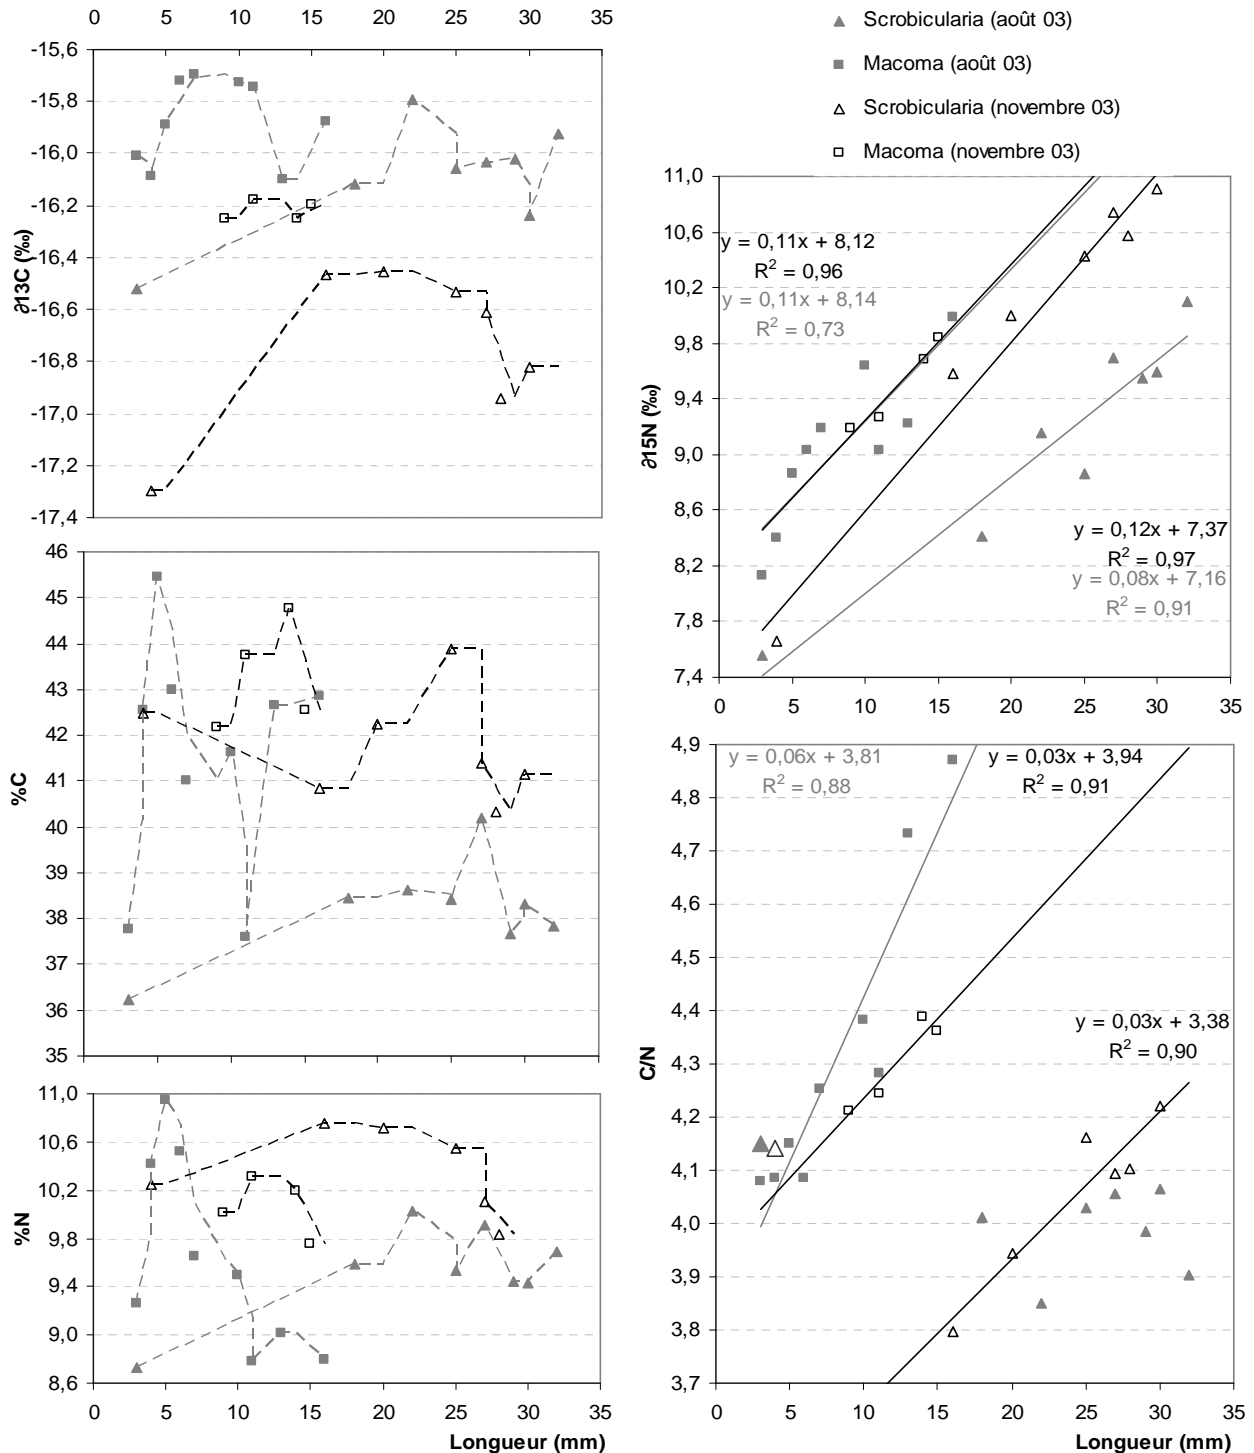 0 5 10 15 20 25 30 35
-15,6
-15,8
-16,0
-16,2
-16,4
-16,6
-16,8
-17,0
-17,2
-17,4
∂13C (‰)
46
45
44
43
42
41
40
39
38
37
36
35
%C
11,0
10,6
10,2
9,8
9,4
9,0
8,6
%N
0 5 10 15 20 25 30 35
Longueur (mm)
Scrobicularia (août 03)
Macoma (août 03)
Scrobicularia (novembre 03)
Macoma (novembre 03)
11,0
10,6
10,2
9,8
9,4
9,0
8,6
8,2
7,8
7,4
∂15N (‰)
y = 0,11x + 8,12
R² = 0,96
y = 0,11x + 8,14
R² = 0,73
y = 0,12x + 7,37
R² = 0,97
y = 0,08x + 7,16
R² = 0,91
0 5 10 15 20 25 30 35
4,9
4,8
4,7
4,6
4,5
4,4
4,3
4,2
4,1
4,0
3,9
3,8
3,7
C/N
y = 0,06x + 3,81
R² = 0,88
y = 0,03x + 3,94
R² = 0,91
y = 0,03x + 3,38
R² = 0,90
0 5 10 15 20 25 30 35
Longueur (mm)